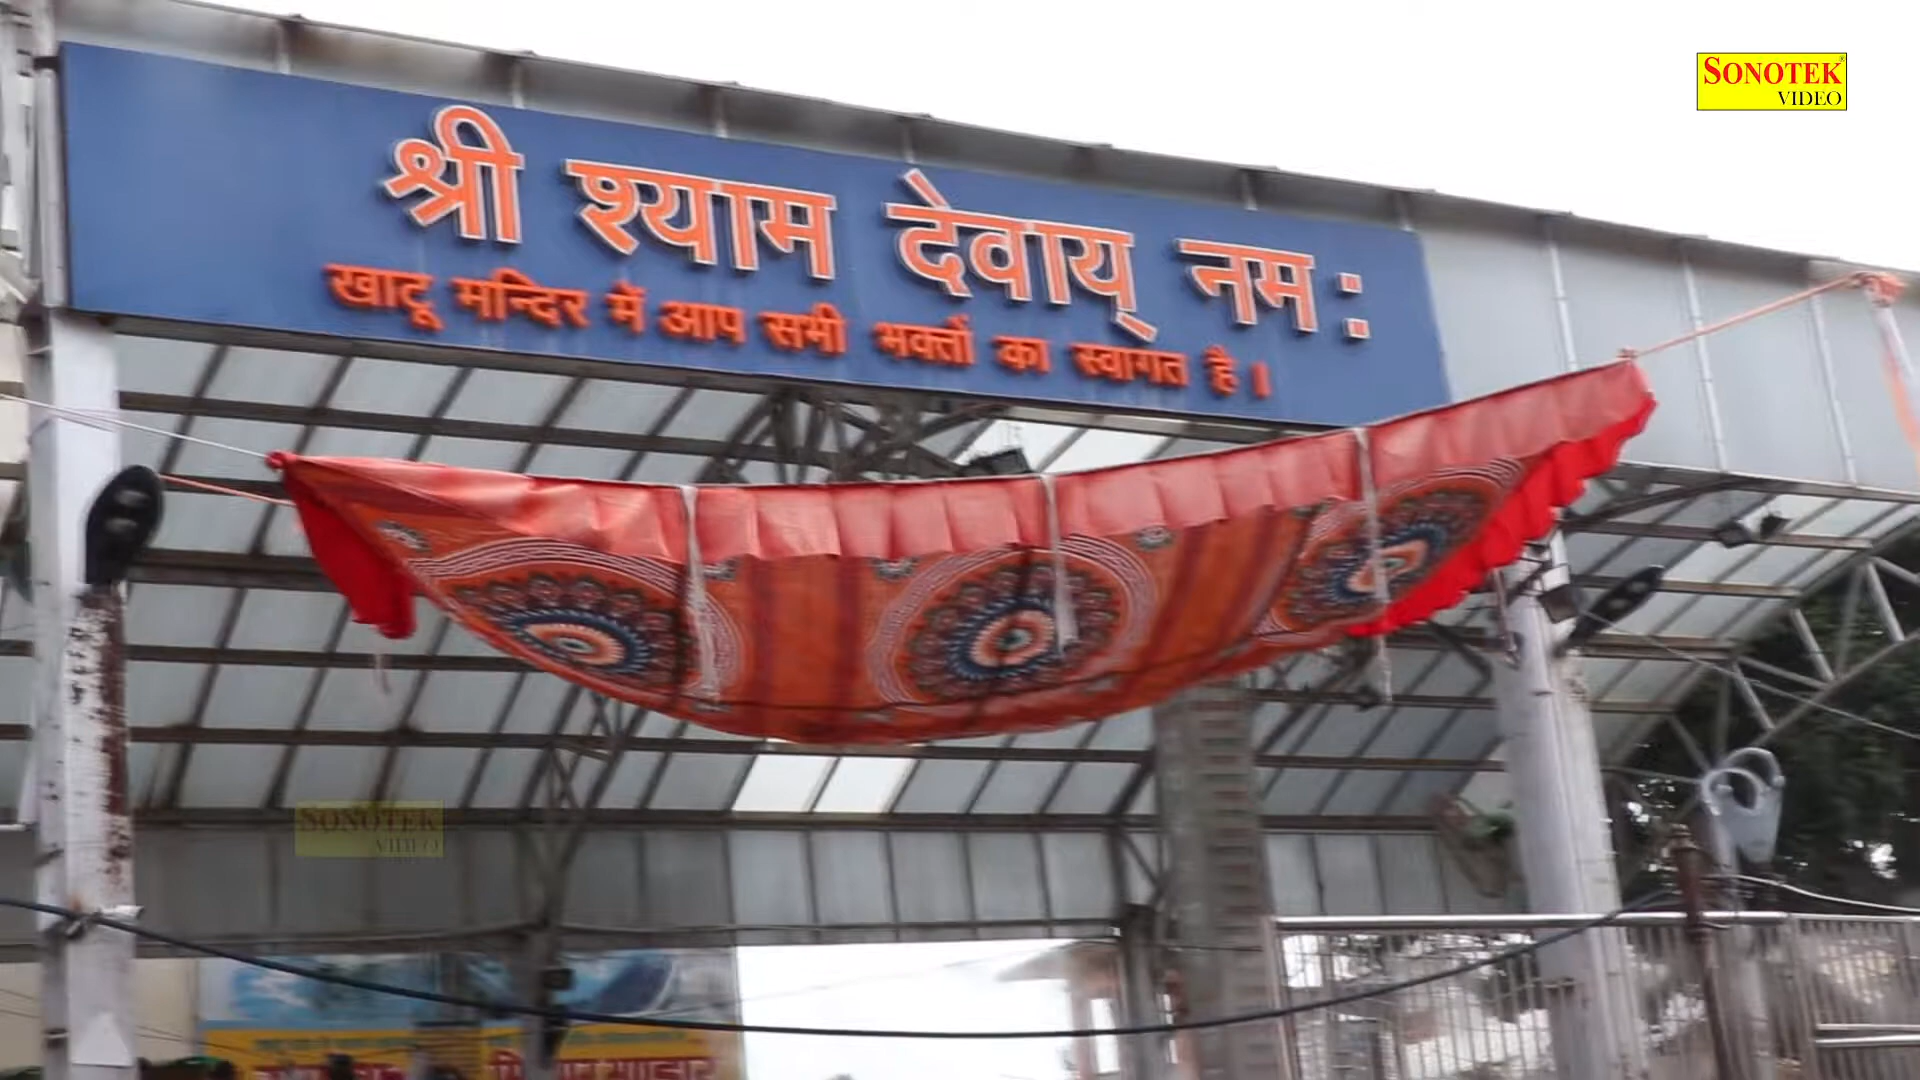 SONOTEK
VIDEO
श्री श्याम देवाय् नम :
खाटू मन्दिर में आप सभी भक्तों का स्वागत है ।
SONOTEK
VIDEO